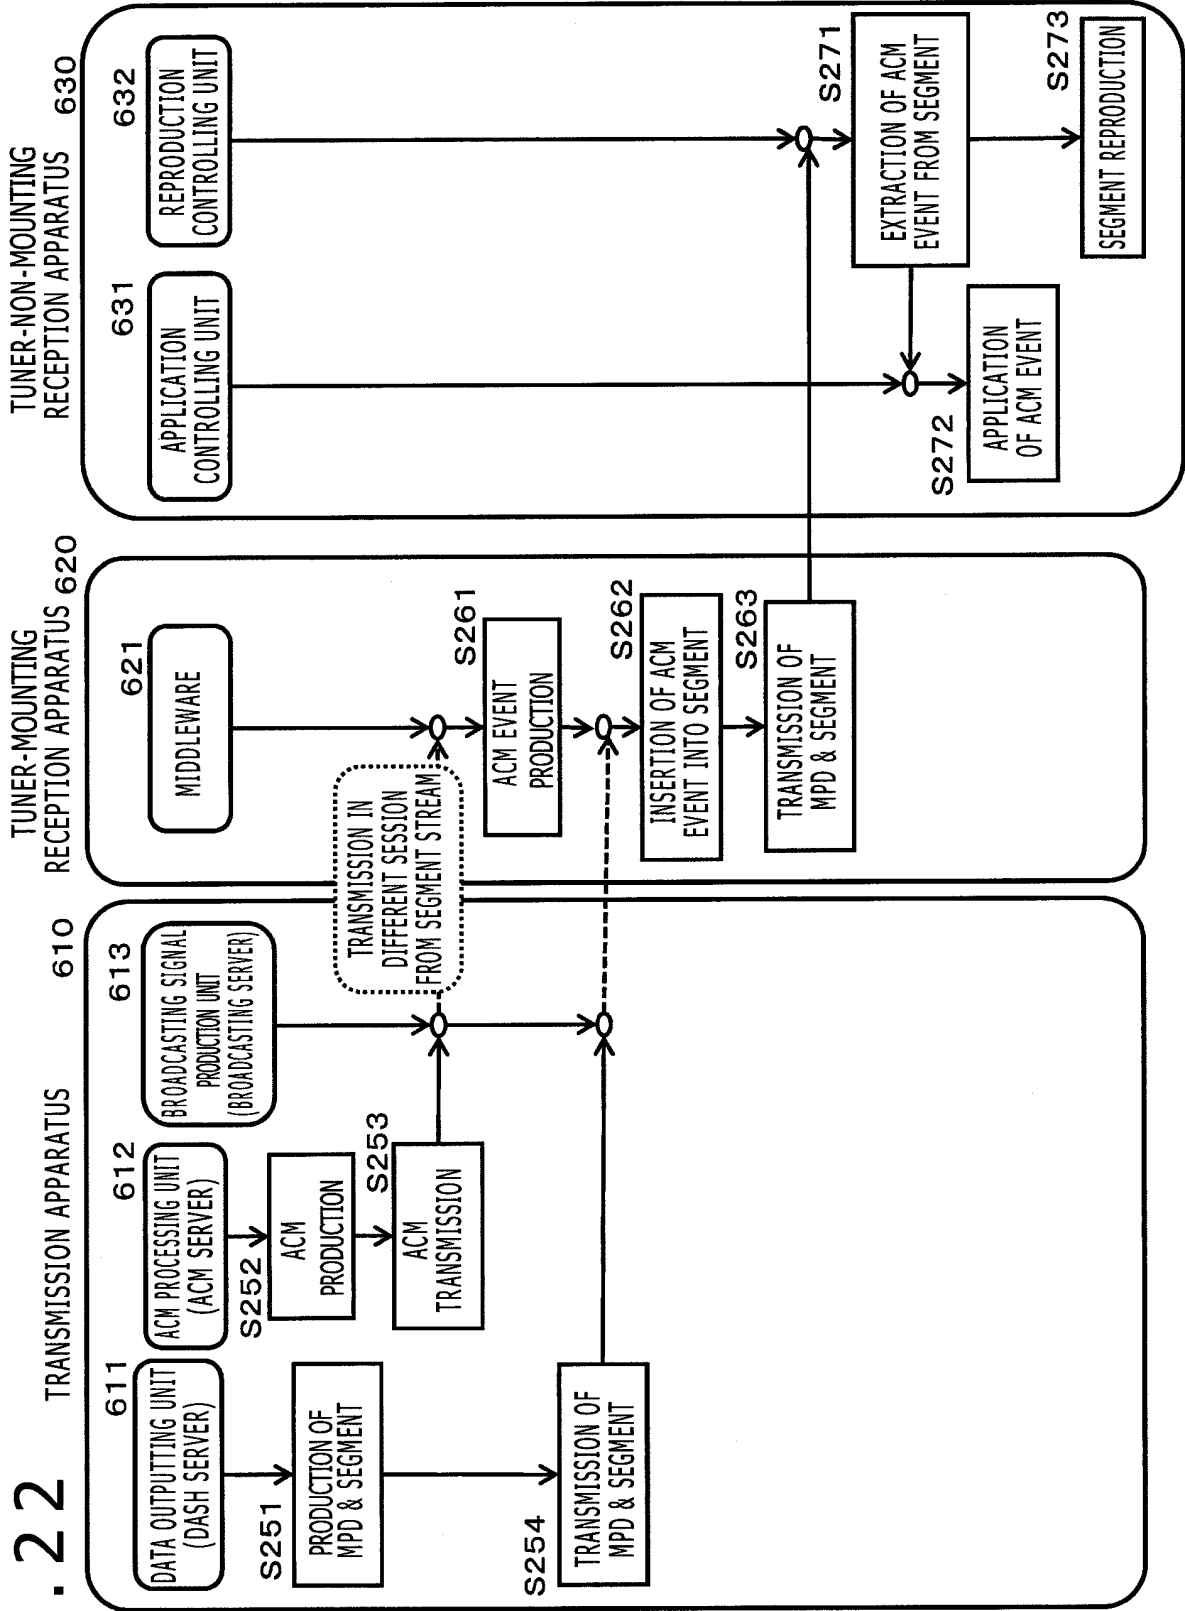 .22
TRANSMISSION APPARATUS
610
611
DATA OUTPUTTING UNIT
(DASH SERVER)
612
ACM PROCESSING UNIT
(ACM SERVER)
613
BROADCASTING SIGNAL
PRODUCTION UNIT
(BROADCASTING SERVER)
S251
PRODUCTION OF
MPD & SEGMENT
S252
ACM
PRODUCTION
S253
ACM
TRANSMISSION
S254
TRANSMISSION OF
MPD & SEGMENT
TRANSMISSION IN
DIFFERENT SESSION
FROM SEGMENT STREAM
TUNER-MOUNTING
RECEPTION APPARATUS
620
621
MIDDLEWARE
S261
ACM EVENT
PRODUCTION
S262
INSERTION OF ACM
EVENT INTO SEGMENT
S263
TRANSMISSION OF
MPD & SEGMENT
TUNER-NON-MOUNTING
RECEPTION APPARATUS
630
631
APPLICATION
CONTROLLING UNIT
632
REPRODUCTION
CONTROLLING UNIT
S271
EXTRACTION OF ACM
EVENT FROM SEGMENT
S272
APPLICATION
OF ACM EVENT
S273
SEGMENT REPRODUCTION